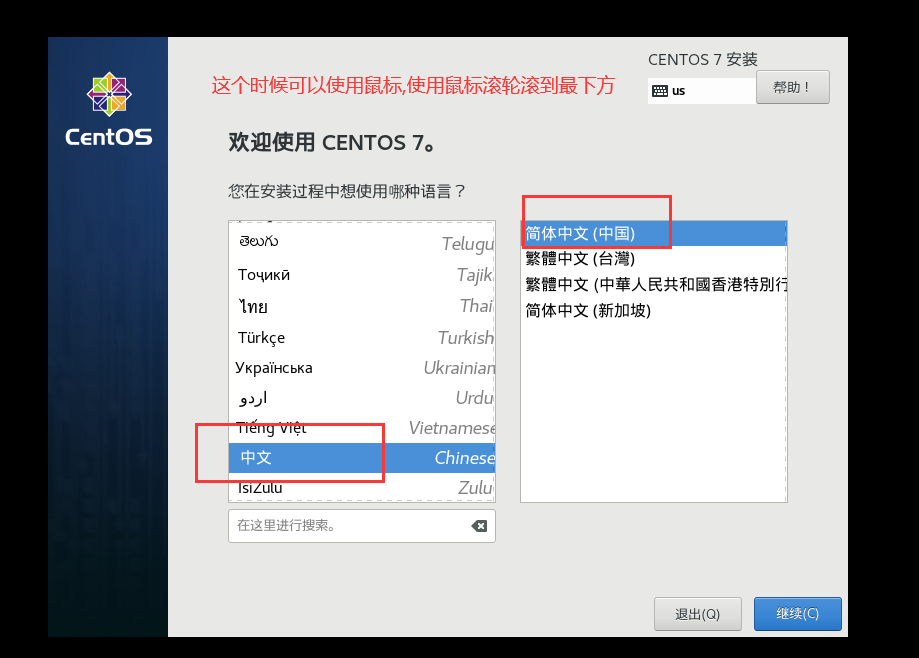 CENTOS 7 安装
这个时候可以使用鼠标,使用鼠标滚轮滚到最下方
us
帮助！
CentOS
欢迎使用 CENTOS 7。
您在安装过程中想使用哪种语言？
తెలుగు Telugu
Тоҷикӣ Tajik
ไทย Thai
Türkçe Turkish
Українська Ukrainian
اردو Urdu
Tiếng Việt Vietnamese
中文 Chinese
IsiZulu Zulu
简体中文 (中国)
繁體中文 (台灣)
繁體中文 (中華人民共和國香港特別行
简体中文 (新加坡)
在这里进行搜索。
退出(Q)
继续(C)